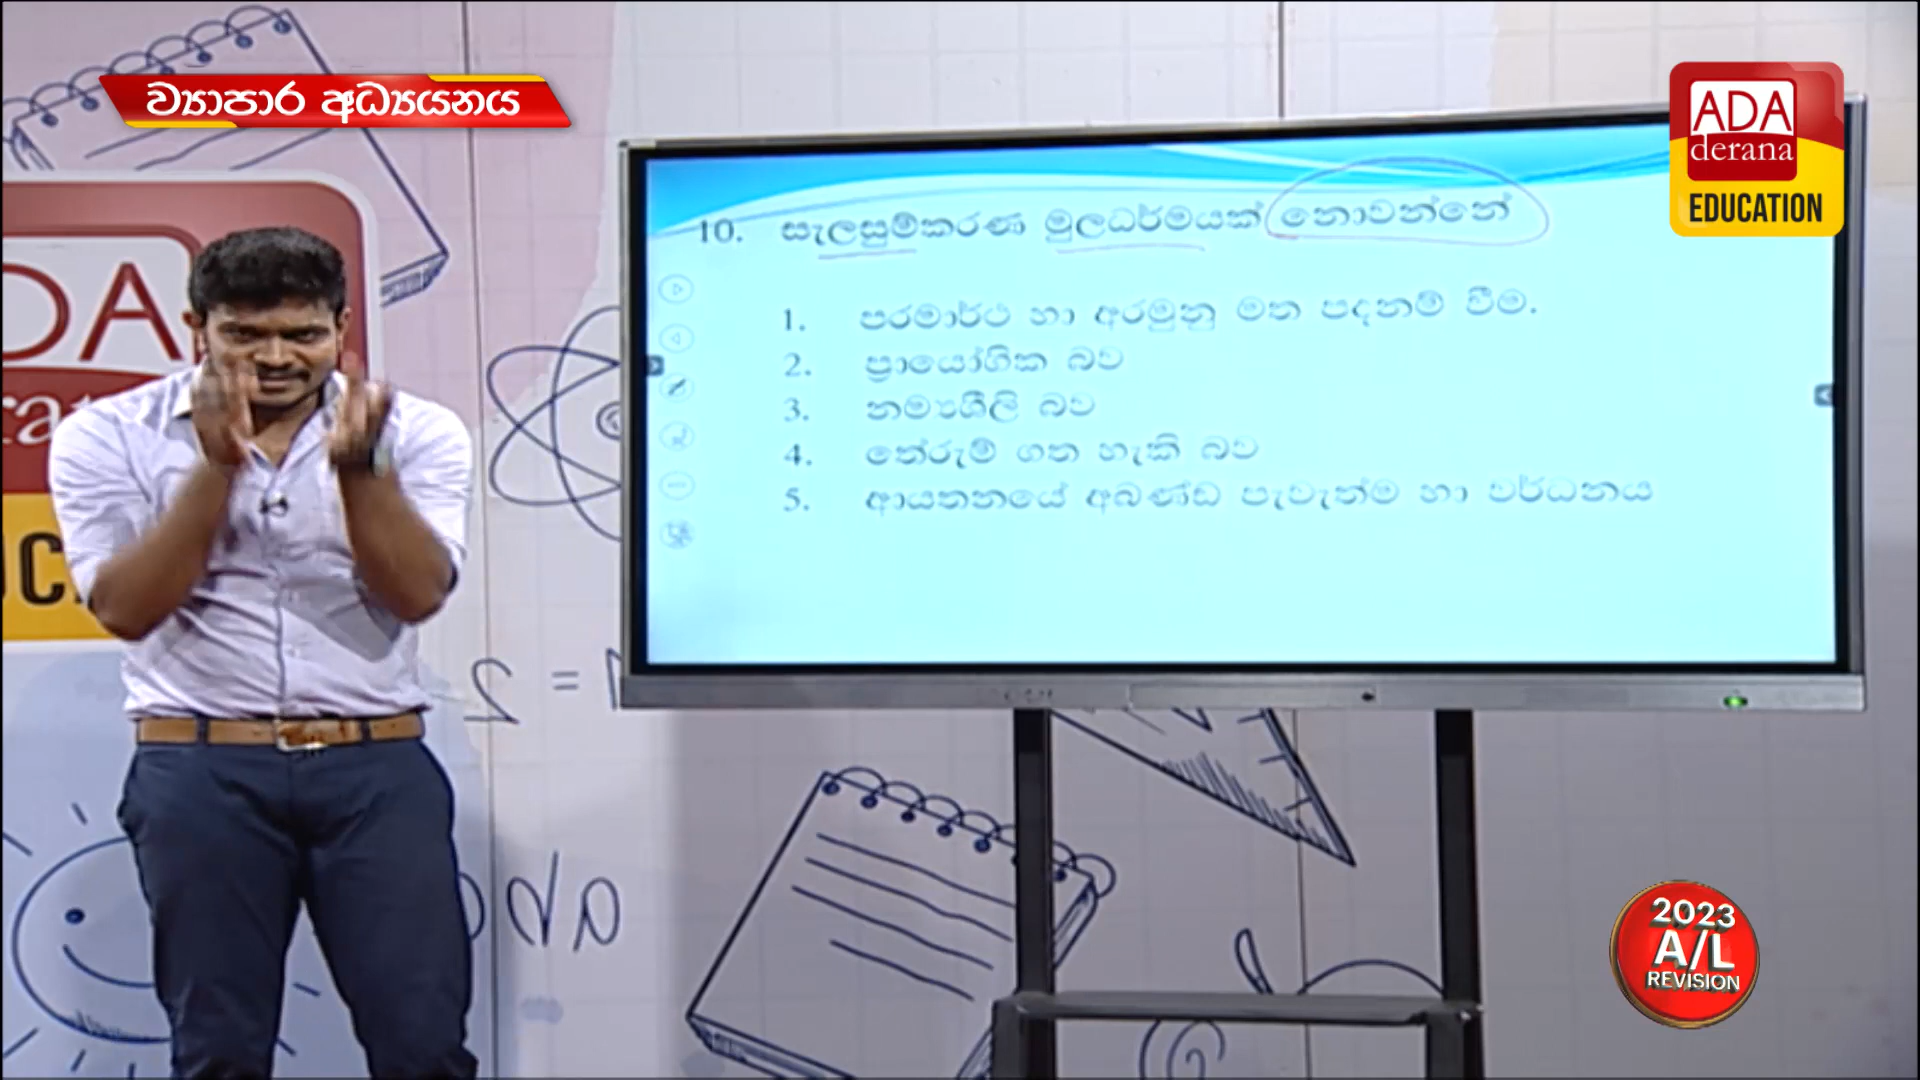 ව්‍යාපාර අධ්‍යයනය
ADA
derana
EDUCATION
10. සැලසුම්කරණ මූලධර්මයක් නොවන්නේ
1. පරමාර්ථ හා අරමුනු මත පදනම් වීම.
2. ප්‍රායෝගික බව
3. නම්‍යශීලි බව
4. තේරුම් ගත හැකි බව
5. ආයතනයේ අඛණ්ඩ පැවැත්ම හා වර්ධනය
DA
2023
A/L
REVISION